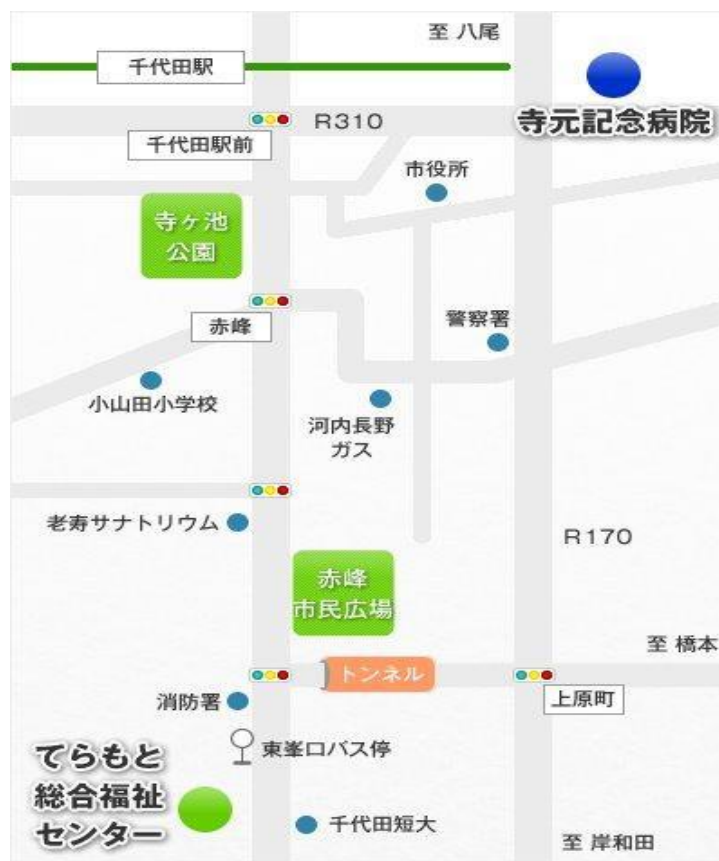 至 八尾
千代田駅
R310
寺元記念病院
千代田駅前
市役所
寺ヶ池
公園
赤峰
警察署
小山田小学校
河内長野
ガス
老寿サナトリウム
R170
赤峰
市民広場
至 橋本
トンネル
消防署
上原町
東峯口バス停
てらもと
総合福祉
センター
千代田短大
至 岸和田